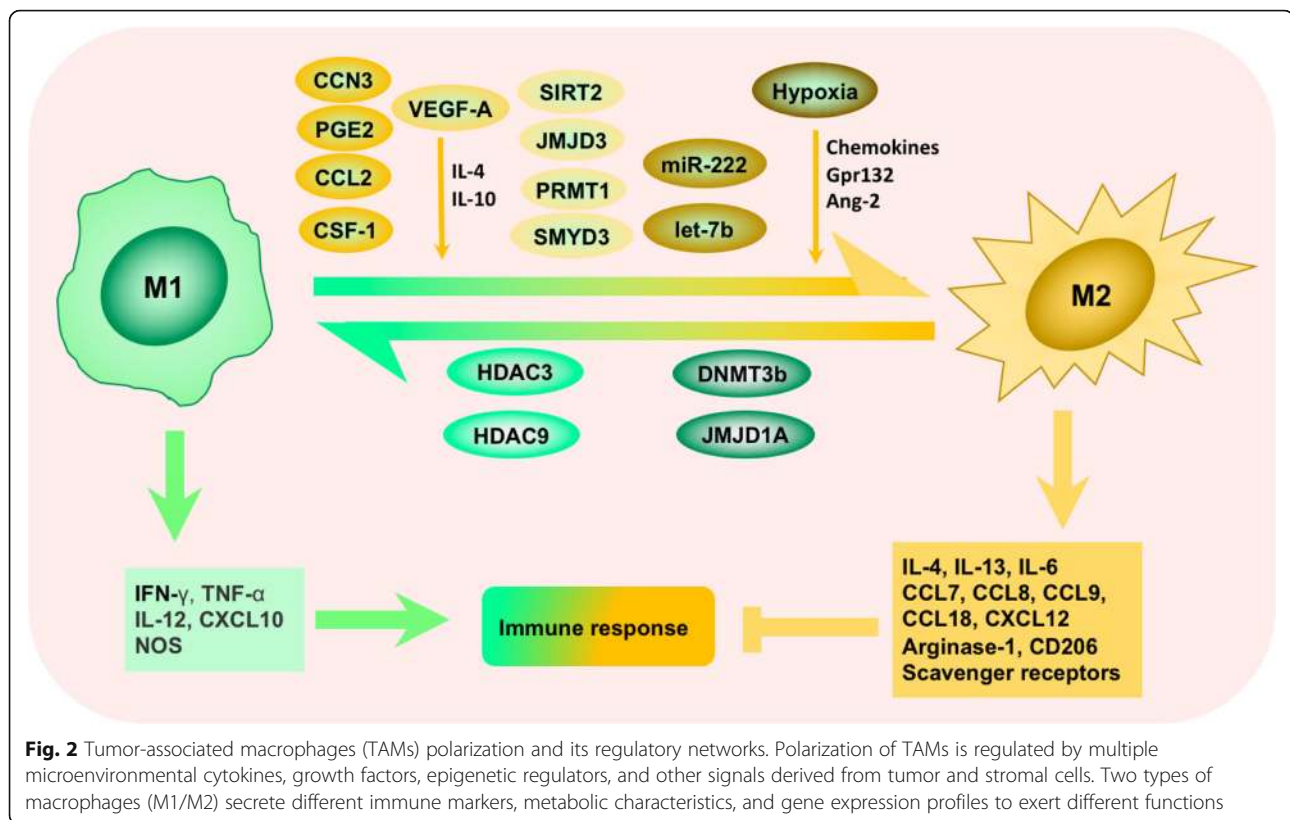 CCN3
PGE2
CCL2
CSF-1
VEGF-A
IL-4
IL-10
SIRT2
JMJD3
PRMT1
SMYD3
miR-222
let-7b
Hypoxia
Chemokines
Gpr132
Ang-2
M1
M2
HDAC3
HDAC9
DNMT3b
JMJD1A
IFN-γ, TNF-α
IL-12, CXCL10
NOS
Immune response
IL-4, IL-13, IL-6
CCL7, CCL8, CCL9,
CCL18, CXCL12
Arginase-1, CD206
Scavenger receptors
Fig. 2 Tumor-associated macrophages (TAMs) polarization and its regulatory networks. Polarization of TAMs is regulated by multiple
microenvironmental cytokines, growth factors, epigenetic regulators, and other signals derived from tumor and stromal cells. Two types of
macrophages (M1/M2) secrete different immune markers, metabolic characteristics, and gene expression profiles to exert different functions